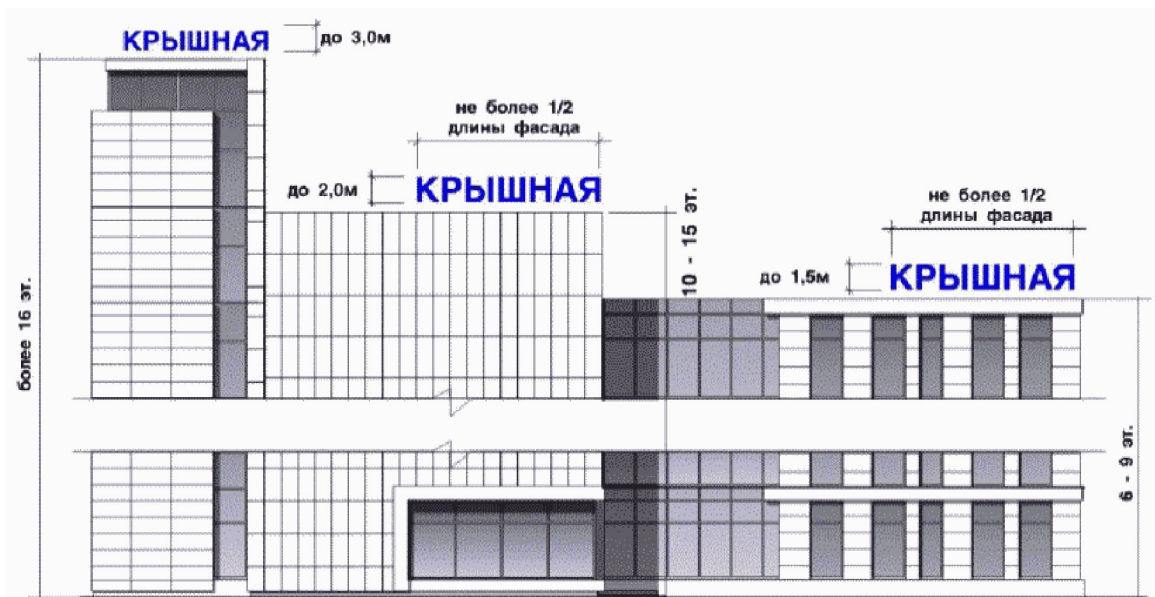 КРЫШНАЯ
до 3,0м
не более 1/2
длины фасада
до 2,0м
КРЫШНАЯ
не более 1/2
длины фасада
до 1,5м
КРЫШНАЯ
более 16 эт.
10 - 15 эт.
6 - 9 эт.